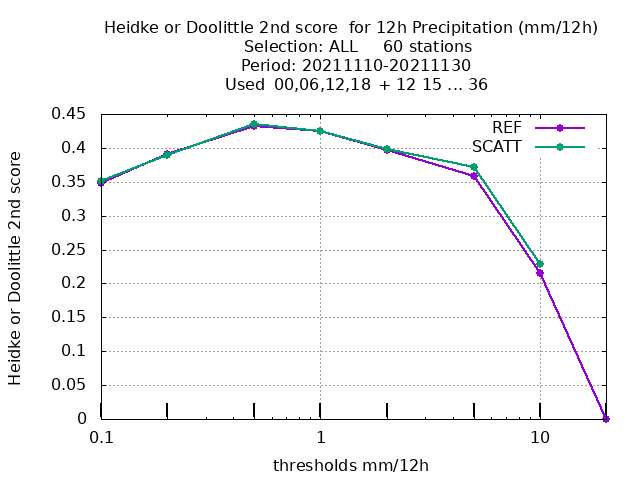 Heidke or Doolittle 2nd score  for 12h Precipitation (mm/12h)
Selection: ALL     60 stations
Period: 20211110-20211130
Used  00,06,12,18  + 12 15 ... 36
REF
SCATT
0.45
0.4
0.35
0.3
0.25
0.2
0.15
0.1
0.05
0
Heidke or Doolittle 2nd score
0.1
1
10
thresholds mm/12h